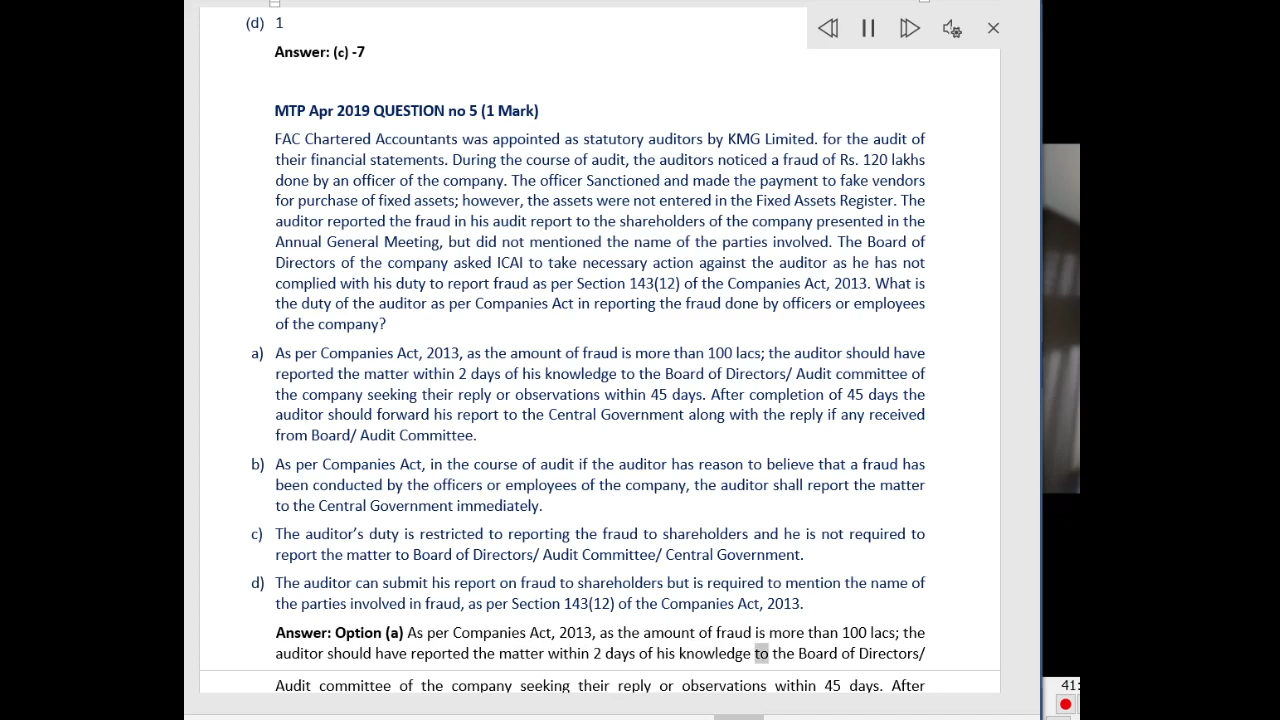 (d) 1
Answer: (c) -7
MTP Apr 2019 QUESTION no 5 (1 Mark)
FAC Chartered Accountants was appointed as statutory auditors by KMG Limited. for the audit of
their financial statements. During the course of audit, the auditors noticed a fraud of Rs. 120 lakhs
done by an officer of the company. The officer Sanctioned and made the payment to fake vendors
for purchase of fixed assets; however, the assets were not entered in the Fixed Assets Register. The
auditor reported the fraud in his audit report to the shareholders of the company presented in the
Annual General Meeting, but did not mentioned the name of the parties involved. The Board of
Directors of the company asked ICAI to take necessary action against the auditor as he has not
complied with his duty to report fraud as per Section 143(12) of the Companies Act, 2013. What is
the duty of the auditor as per Companies Act in reporting the fraud done by officers or employees
of the company?
a) As per Companies Act, 2013, as the amount of fraud is more than 100 lacs; the auditor should have
reported the matter within 2 days of his knowledge to the Board of Directors/ Audit committee of
the company seeking their reply or observations within 45 days. After completion of 45 days the
auditor should forward his report to the Central Government along with the reply if any received
from Board/ Audit Committee.
b) As per Companies Act, in the course of audit if the auditor has reason to believe that a fraud has
been conducted by the officers or employees of the company, the auditor shall report the matter
to the Central Government immediately.
c) The auditor's duty is restricted to reporting the fraud to shareholders and he is not required to
report the matter to Board of Directors/ Audit Committee/ Central Government.
d) The auditor can submit his report on fraud to shareholders but is required to mention the name of
the parties involved in fraud, as per Section 143(12) of the Companies Act, 2013.
Answer: Option (a) As per Companies Act, 2013, as the amount of fraud is more than 100 lacs; the
auditor should have reported the matter within 2 days of his knowledge to the Board of Directors/
Audit committee of the company seeking their reply or observations within 45 days. After
41: